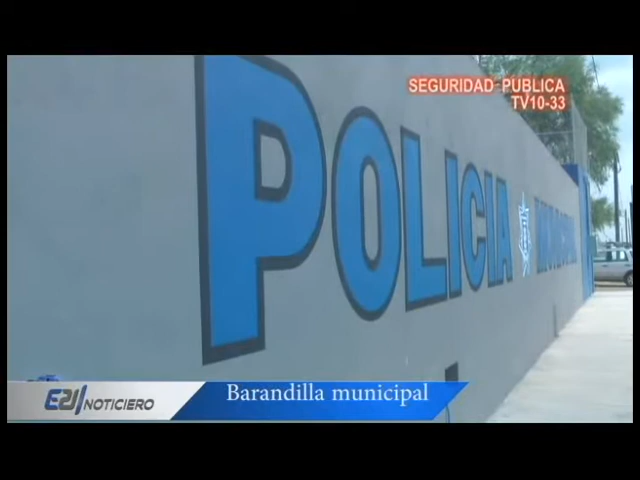 SEGURIDAD PUBLICA
TV10-33
POLICIA
E21 NOTICIERO
Barandilla municipal